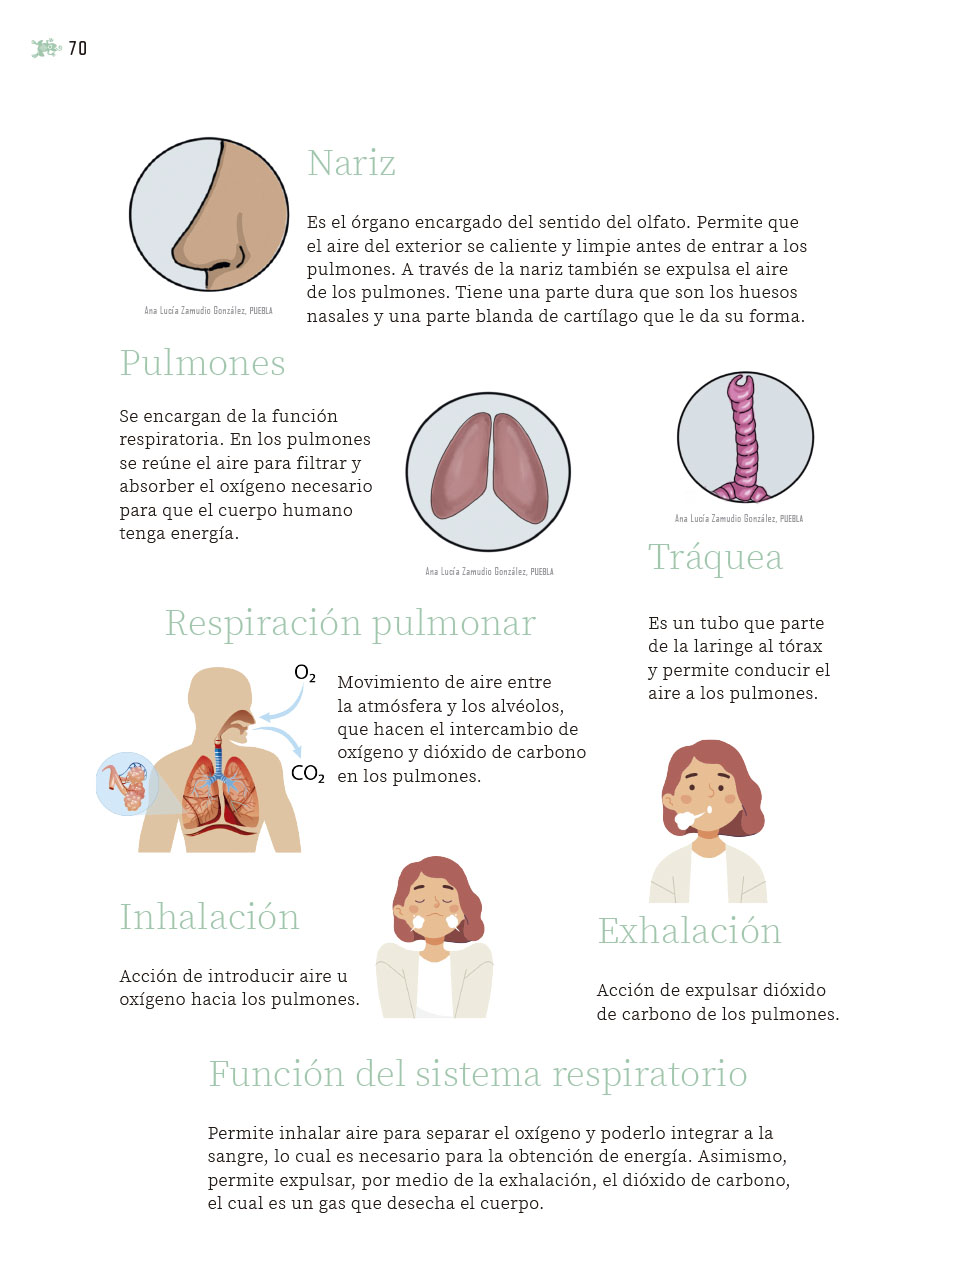 70
Nariz
Es el órgano encargado del sentido del olfato. Permite que
el aire del exterior se caliente y limpie antes de entrar a los
pulmones. A través de la nariz también se expulsa el aire
de los pulmones. Tiene una parte dura que son los huesos
nasales y una parte blanda de cartílago que le da su forma.
Ana Lucía Zamudio González, PUEBLA
Pulmones
Se encargan de la función
respiratoria. En los pulmones
se reúne el aire para filtrar y
absorber el oxígeno necesario
para que el cuerpo humano
tenga energía.
Ana Lucía Zamudio González, PUEBLA
Ana Lucía Zamudio González, PUEBLA
Tráquea
Es un tubo que parte
de la laringe al tórax
y permite conducir el
aire a los pulmones.
Respiración pulmonar
O₂
CO₂
Movimiento de aire entre
la atmósfera y los alvéolos,
que hacen el intercambio de
oxígeno y dióxido de carbono
en los pulmones.
Inhalación
Acción de introducir aire u
oxígeno hacia los pulmones.
Exhalación
Acción de expulsar dióxido
de carbono de los pulmones.
Función del sistema respiratorio
Permite inhalar aire para separar el oxígeno y poderlo integrar a la
sangre, lo cual es necesario para la obtención de energía. Asimismo,
permite expulsar, por medio de la exhalación, el dióxido de carbono,
el cual es un gas que desecha el cuerpo.